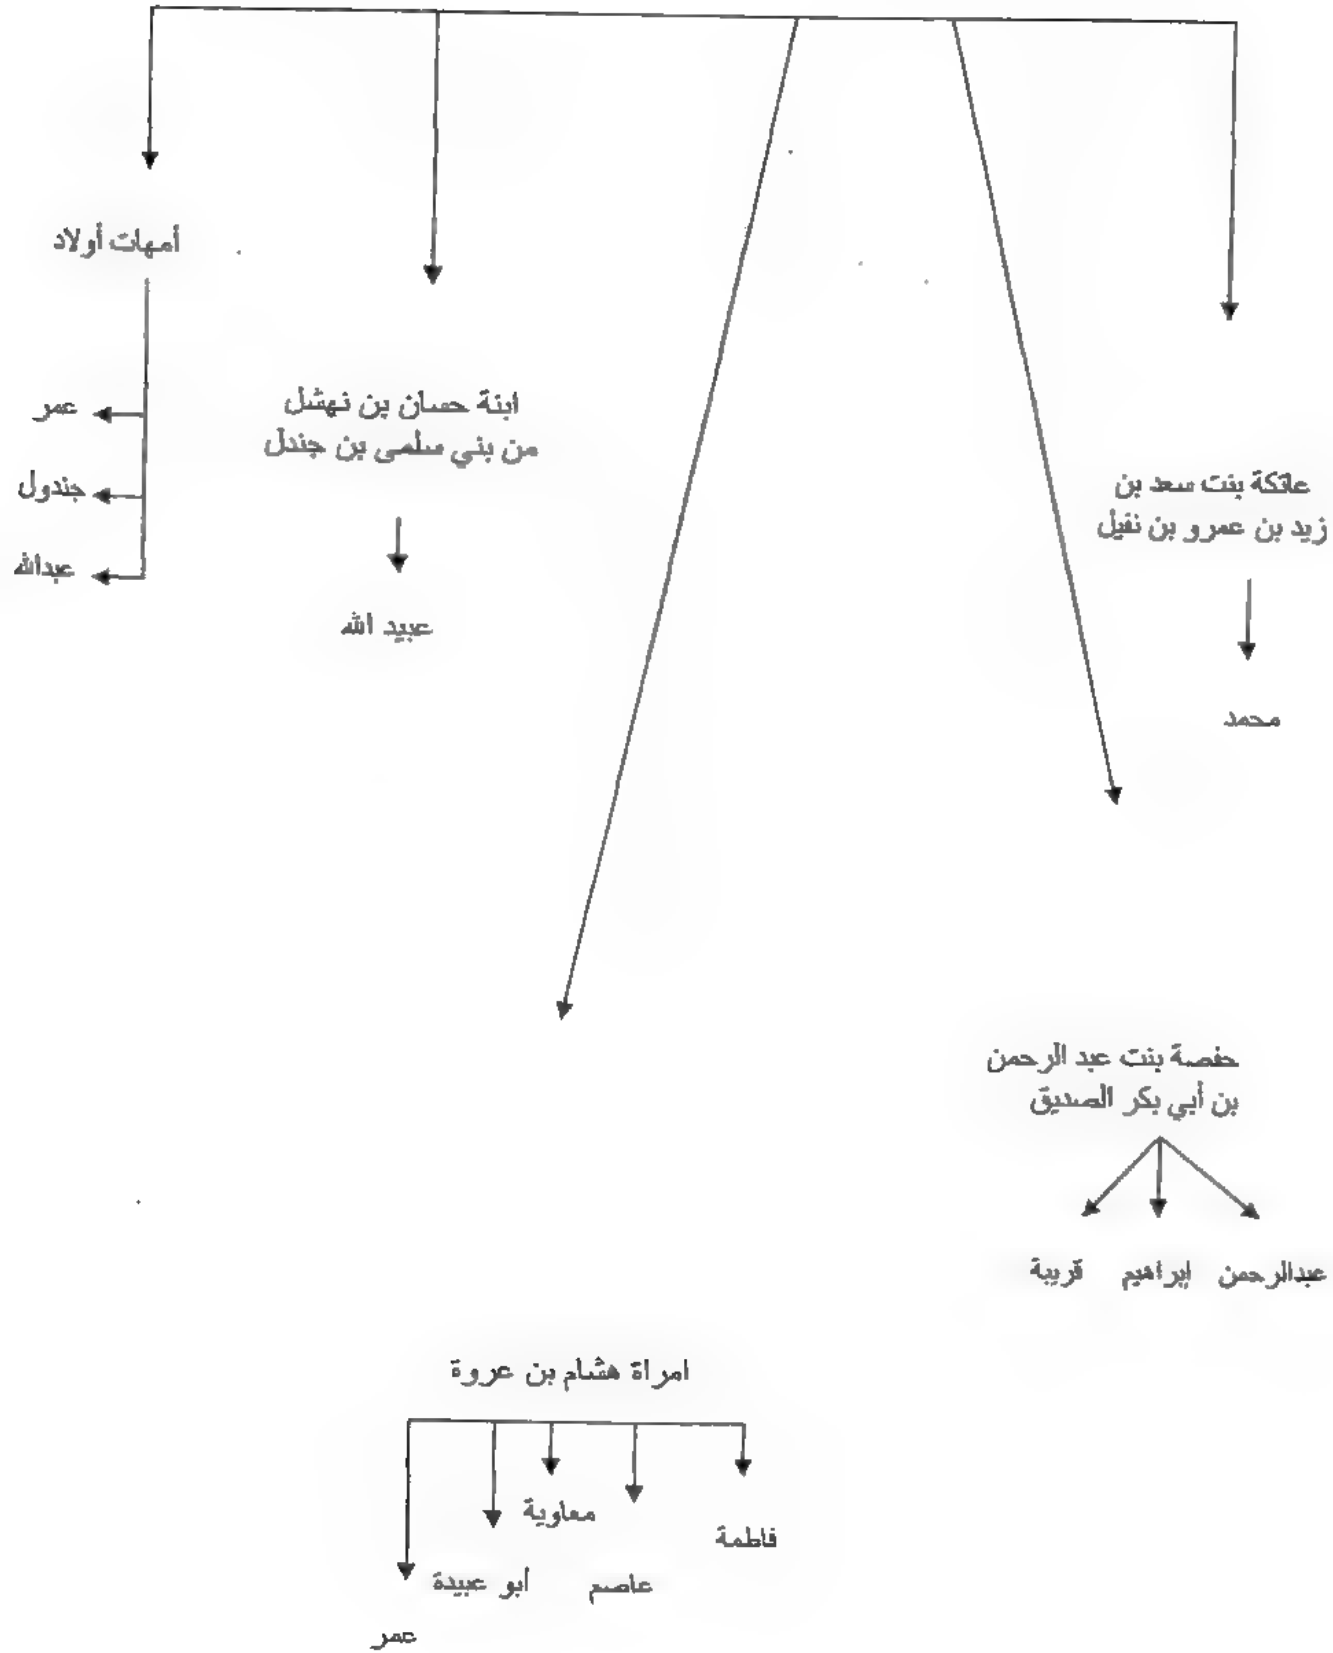 أمهات أولاد
عمر
جندول
عبدالله
ابنة حسان بن نهشل
من بني سلمى بن جندل
عبيد الله
عاتكة بنت سعد بن
زيد بن عمرو بن نفيل
محمد
حفصة بنت عبد الرحمن
بن أبي بكر الصديق
عبدالرحمن ابراهيم قريبة
امراة هشام بن عروة
معاوية
فاطمة
عاصم أبو عبيدة
عمر